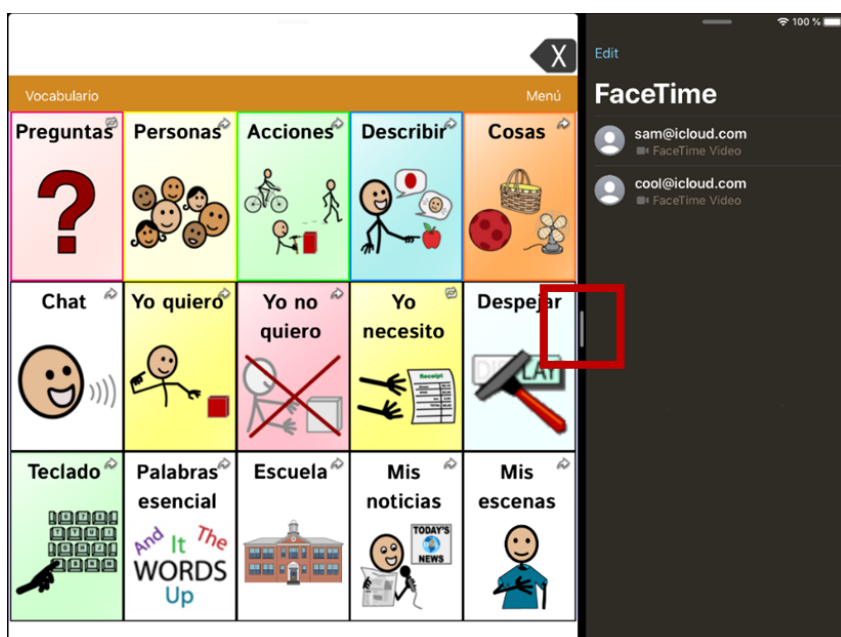 100 %
X
Edit
Vocabulario
Menú
FaceTime
sam@icloud.com
FaceTime Video
cool@icloud.com
FaceTime Video
Preguntas
Personas
Acciones
Describir
Cosas
?
Chat
Yo quiero
Yo no
quiero
Yo
necesito
Receipt
Despejar
Teclado
Palabras
esencial
And It The
WORDS
Up
Escuela
Mis
noticias
TODAY'S
NEWS
Mis
escenas